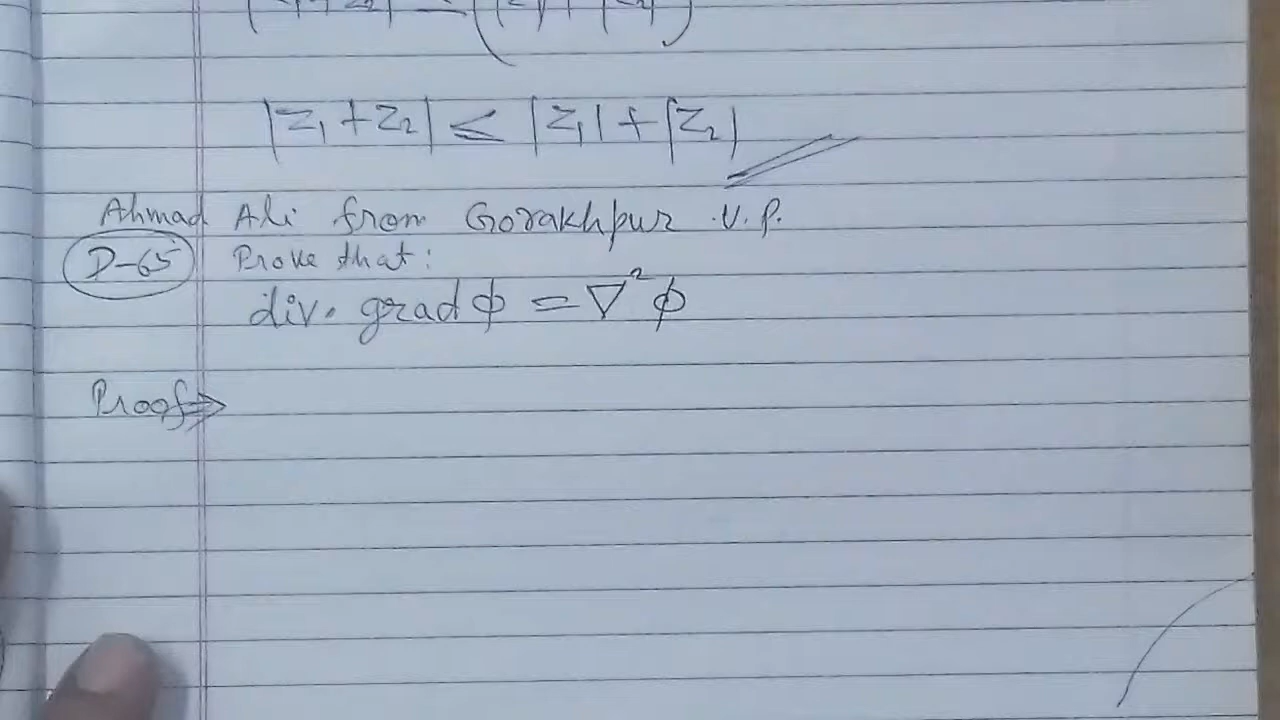 |z₁+z₂| ≤ |z₁|+|z₂|
Ahmad Ali from Gorakhpur U.P.
D-65 Prove that:
div. grad ϕ = ∇²ϕ
Proof⇒